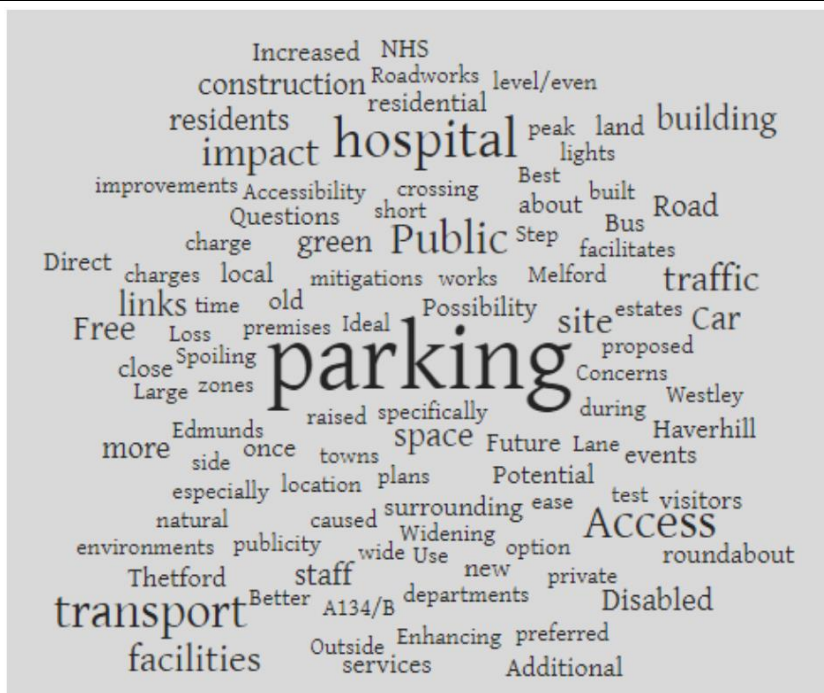 Increased NHS
construction Roadworks level/even
residential
residents hospital peak land building
impact lights
improvements Accessibility crossing Best
Questions short about built Road
charge green Public Step Bus
facilitates
Direct charges local mitigations works Melford traffic
links time old Possibility site estates Car
Free Loss premises Ideal
close Spoiling parking proposed
Large zones Concerns
raised specifically during Westley
Edmunds space Future Lane Haverhill
more side once towns events
especially location plans Potential
natural caused surrounding ease test visitors
environments publicity Widening Access
wide Use option roundabout
Thetford staff new private
transport Better A134/B departments Disabled
facilities Outside Enhancing preferred
services Additional